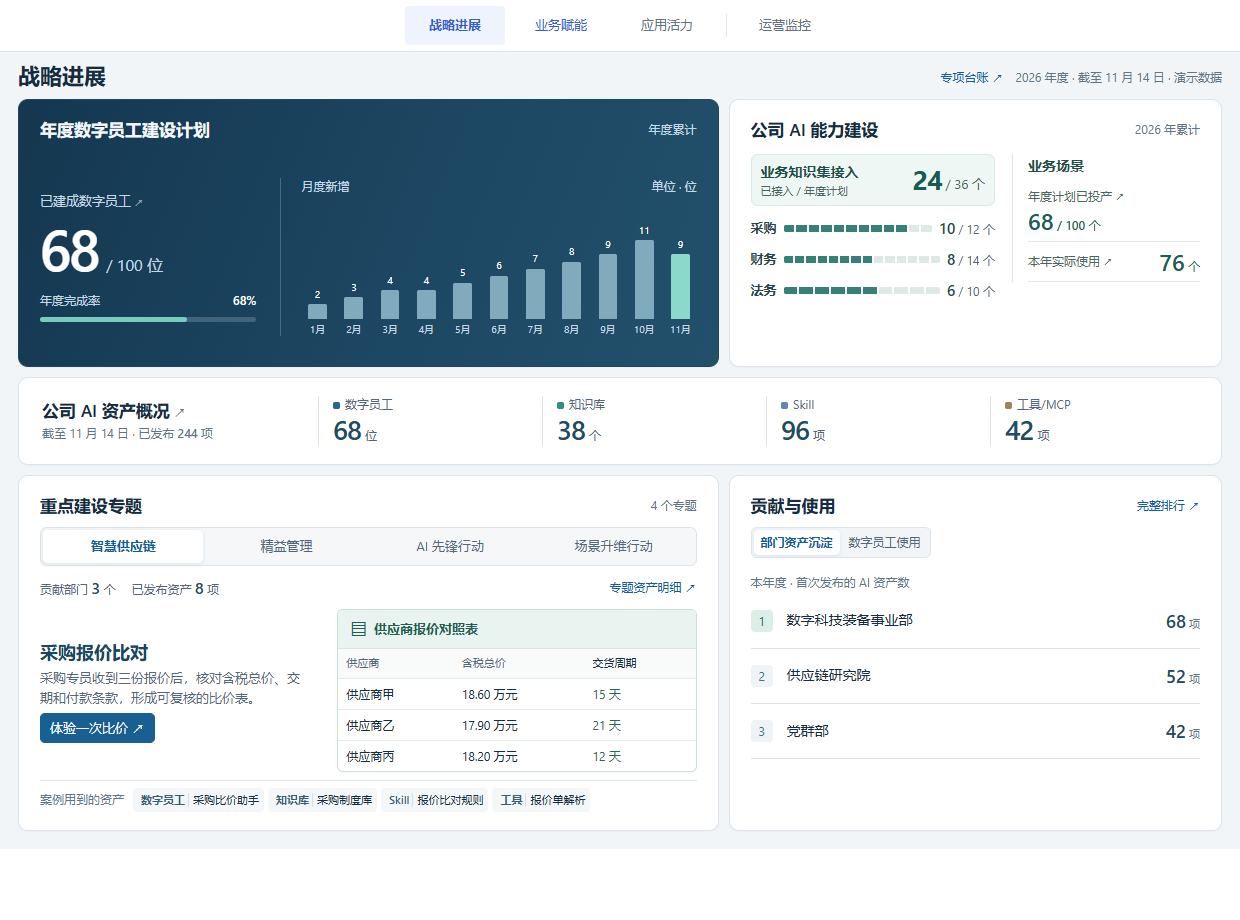 战略进展
业务赋能
应用活力
运营监控
战略进展
专项台账 ↗ 2026 年度 · 截至 11 月 14 日 · 演示数据
年度数字员工建设计划
年度累计
已建成数字员工 ↗
68 / 100 位
年度完成率 68%
月度新增
单位 · 位
2 3 4 4 5 6 7 8 9 11 9
1月 2月 3月 4月 5月 6月 7月 8月 9月 10月 11月
公司 AI 能力建设
2026 年累计
业务知识集接入
已接入 / 年度计划
24 / 36 个
采购 10 / 12 个
财务 8 / 14 个
法务 6 / 10 个
业务场景
年度计划已投产 ↗
68 / 100 个
本年实际使用 ↗ 76 个
公司 AI 资产概况 ↗
截至 11 月 14 日 · 已发布 244 项
数字员工
68 位
知识库
38 个
Skill
96 项
工具/MCP
42 项
重点建设专题
4 个专题
智慧供应链
精益管理
AI 先锋行动
场景升维行动
贡献部门 3 个 已发布资产 8 项
专题资产明细 ↗
采购报价比对
采购专员收到三份报价后，核对含税总价、交
期和付款条款，形成可复核的比价表。
体验一次比价 ↗
供应商报价对照表
供应商 含税总价 交货周期
供应商甲 18.60 万元 15 天
供应商乙 17.90 万元 21 天
供应商丙 18.20 万元 12 天
案例用到的资产 数字员工 采购比价助手 知识库 采购制度库 Skill 报价比对规则 工具 报价单解析
贡献与使用
完整排行 ↗
部门资产沉淀 数字员工使用
本年度 · 首次发布的 AI 资产数
1 数字科技装备事业部 68 项
2 供应链研究院 52 项
3 党群部 42 项